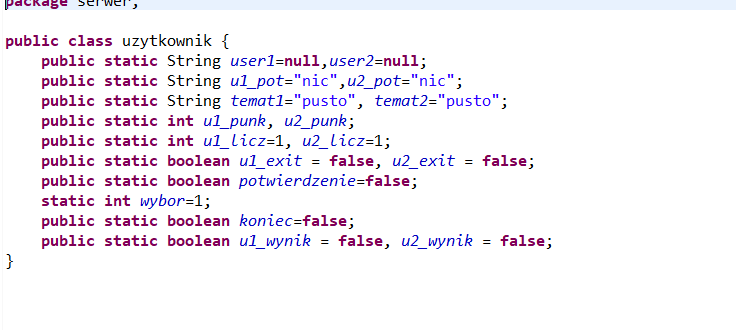 package serwer;
public class uzytkownik {
public static String user1=null,user2=null;
public static String u1_pot="nic",u2_pot="nic";
public static String temat1="pusto", temat2="pusto";
public static int u1_punk, u2_punk;
public static int u1_licz=1, u2_licz=1;
public static boolean u1_exit = false, u2_exit = false;
public static boolean potwierdzenie=false;
static int wybor=1;
public static boolean koniec=false;
public static boolean u1_wynik = false, u2_wynik = false;
}